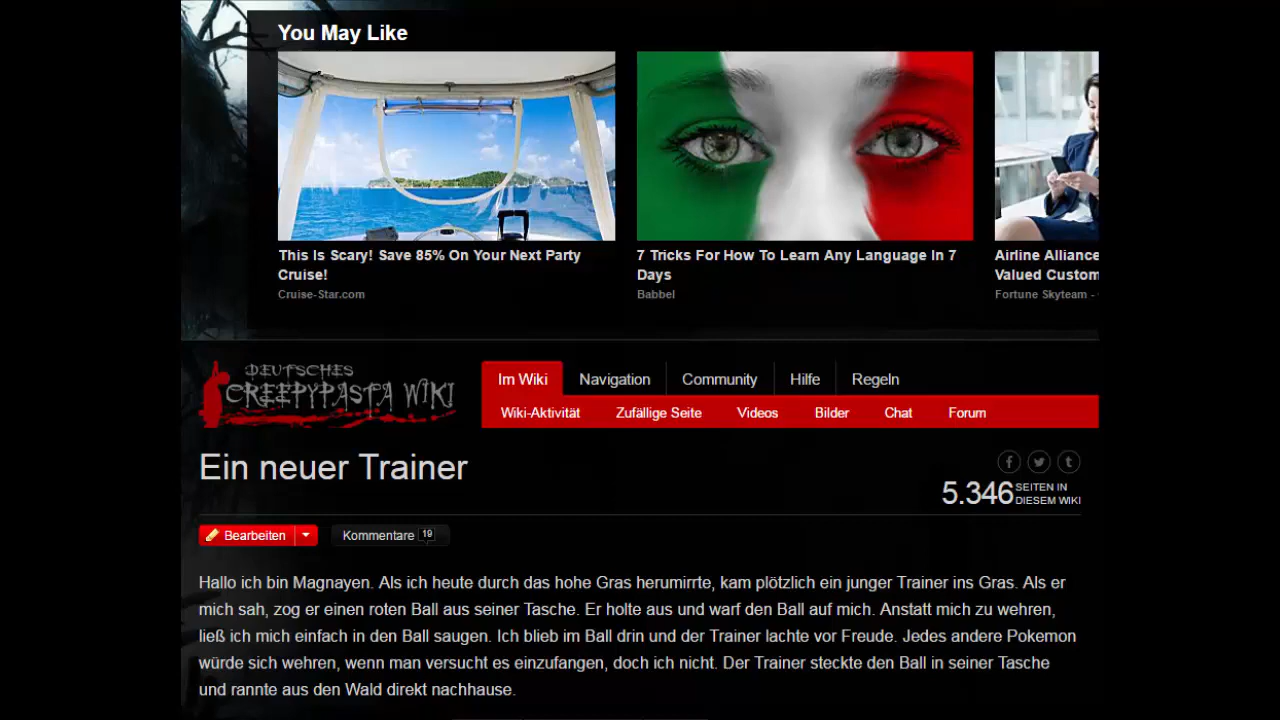 You May Like
This Is Scary! Save 85% On Your Next Party
Cruise!
Cruise-Star.com
7 Tricks For How To Learn Any Language In 7
Days
Babbel
Airline Alliance
Valued Custom
Fortune Skyteam -
DEUTSCHES
CREEPYPASTA WIKI
Im Wiki Navigation Community Hilfe Regeln
Wiki-Aktivität Zufällige Seite Videos Bilder Chat Forum
Ein neuer Trainer
5.346 SEITEN IN
DIESEM WIKI
Bearbeiten Kommentare 19
Hallo ich bin Magnayen. Als ich heute durch das hohe Gras herumirrte, kam plötzlich ein junger Trainer ins Gras. Als er
mich sah, zog er einen roten Ball aus seiner Tasche. Er holte aus und warf den Ball auf mich. Anstatt mich zu wehren,
ließ ich mich einfach in den Ball saugen. Ich blieb im Ball drin und der Trainer lachte vor Freude. Jedes andere Pokemon
würde sich wehren, wenn man versucht es einzufangen, doch ich nicht. Der Trainer steckte den Ball in seiner Tasche
und rannte aus den Wald direkt nachhause.